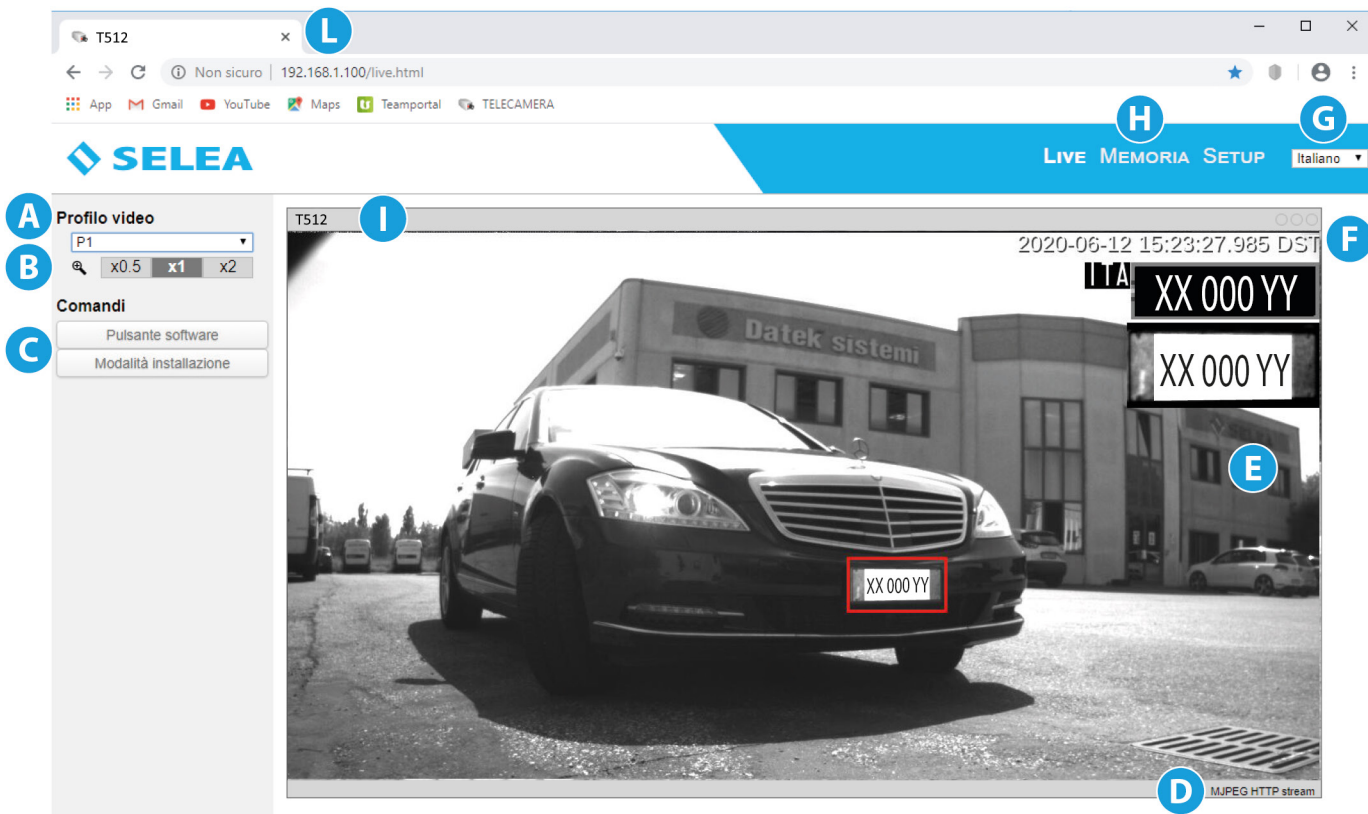 T512
L
Non sicuro 192.168.1.100/live.html
App Gmail YouTube Maps Teamportal TELECAMERA
H
G
SELEA
LIVE MEMORIA SETUP
Italiano
A
Profilo video
P1
B
x0.5 x1 x2
Comandi
C
Pulsante software
Modalità installazione
T512
I
F
2020-06-12 15:23:27.985 DST
ITA
XX 000 YY
XX 000 YY
Datek sistemi
SELEA
E
XX 000 YY
D
MJPEG HTTP stream